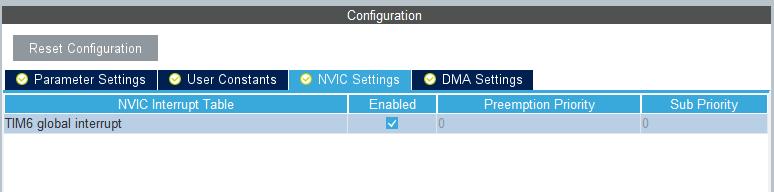 Configuration
Reset Configuration
Parameter Settings User Constants NVIC Settings DMA Settings
NVIC Interrupt Table Enabled Preemption Priority Sub Priority
TIM6 global interrupt 0 0